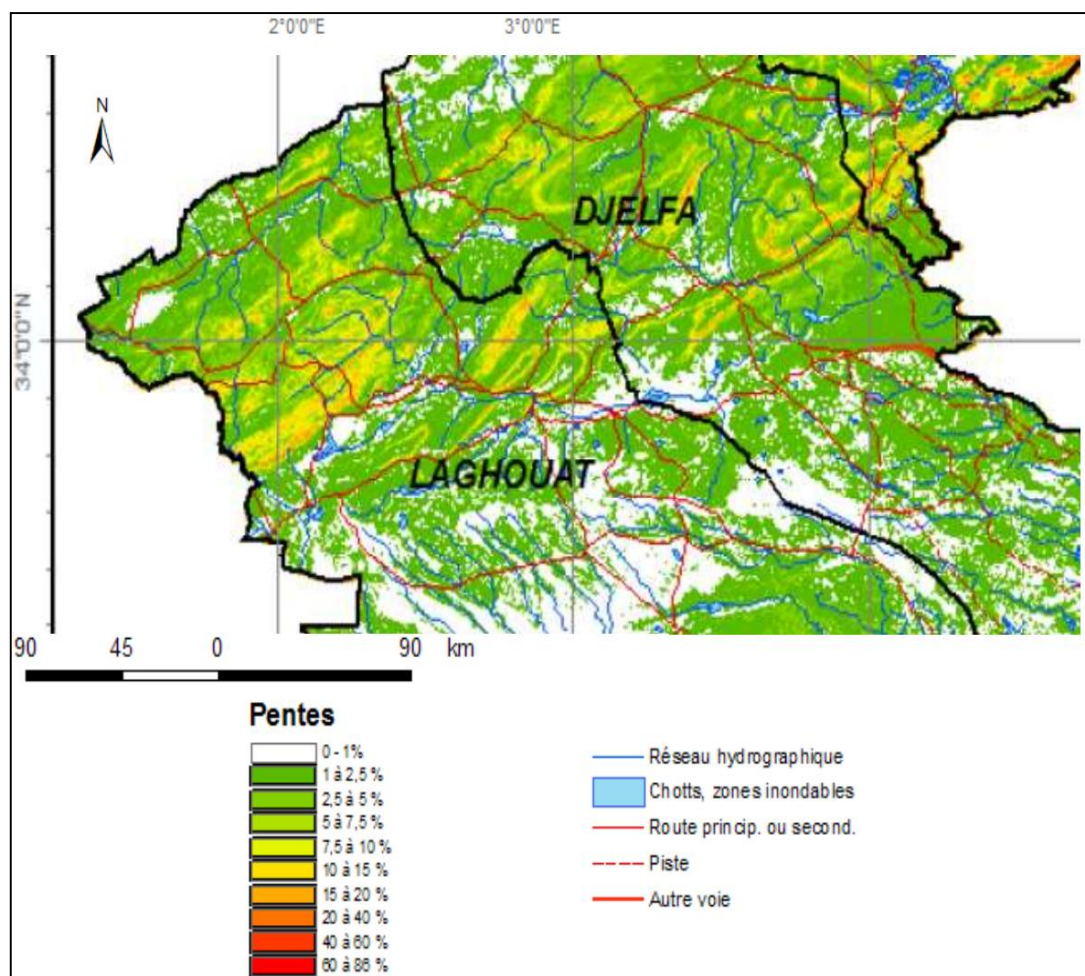 2°0'0"E 3°0'0"E
N
DJELFA
34°0'0"N
LAGHOUAT
90 45 0 90 km
Pentes
0 - 1%
1 à 2,5 %
2,5 à 5 %
5 à 7,5 %
7,5 à 10 %
10 à 15 %
15 à 20 %
20 à 40 %
40 à 60 %
60 à 86 %
Réseau hydrographique
Chotts, zones inondables
Route princip. ou second.
Piste
Autre voie